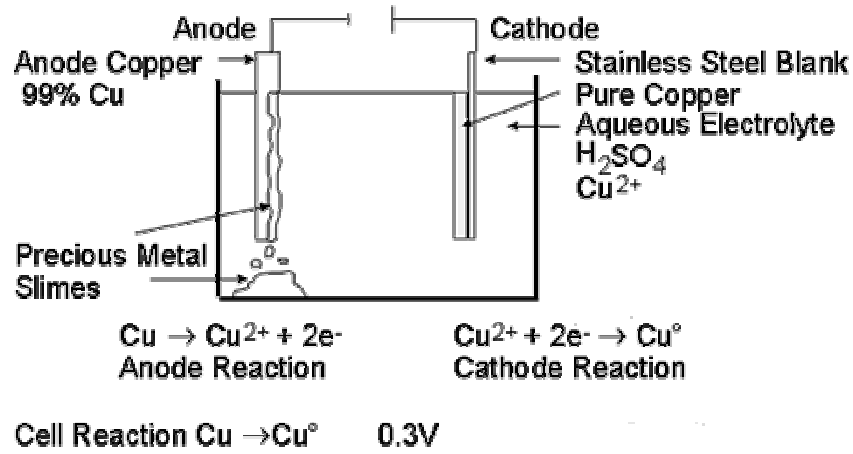 Anode
Cathode
Anode Copper
99% Cu
Stainless Steel Blank
Pure Copper
Aqueous Electrolyte
H₂SO₄
Cu²⁺
Precious Metal
Slimes
Cu → Cu²⁺ + 2e-
Anode Reaction
Cu²⁺ + 2e- → Cu°
Cathode Reaction
Cell Reaction Cu →Cu° 0.3V